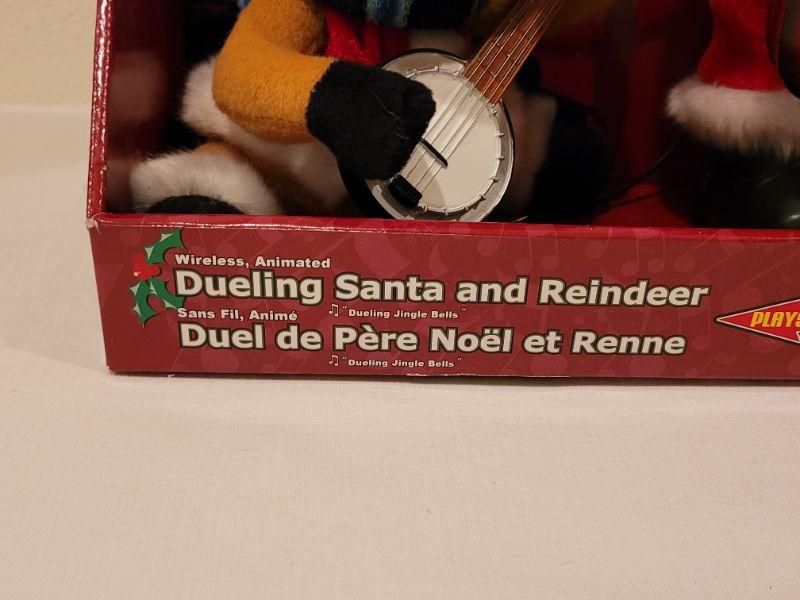 Wireless, Animated
Dueling Santa and Reindeer
♫ "Dueling Jingle Bells"
Sans Fil, Animé
Duel de Père Noël et Renne
♫ "Dueling Jingle Bells"